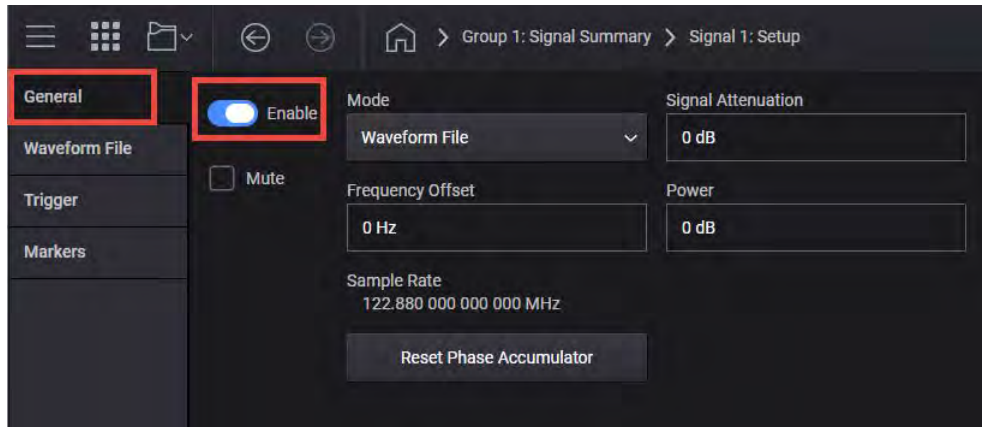 > Group 1: Signal Summary > Signal 1: Setup
General
Waveform File
Trigger
Markers
Enable
Mute
Mode
Waveform File
Signal Attenuation
0 dB
Frequency Offset
0 Hz
Power
0 dB
Sample Rate
122.880 000 000 000 MHz
Reset Phase Accumulator